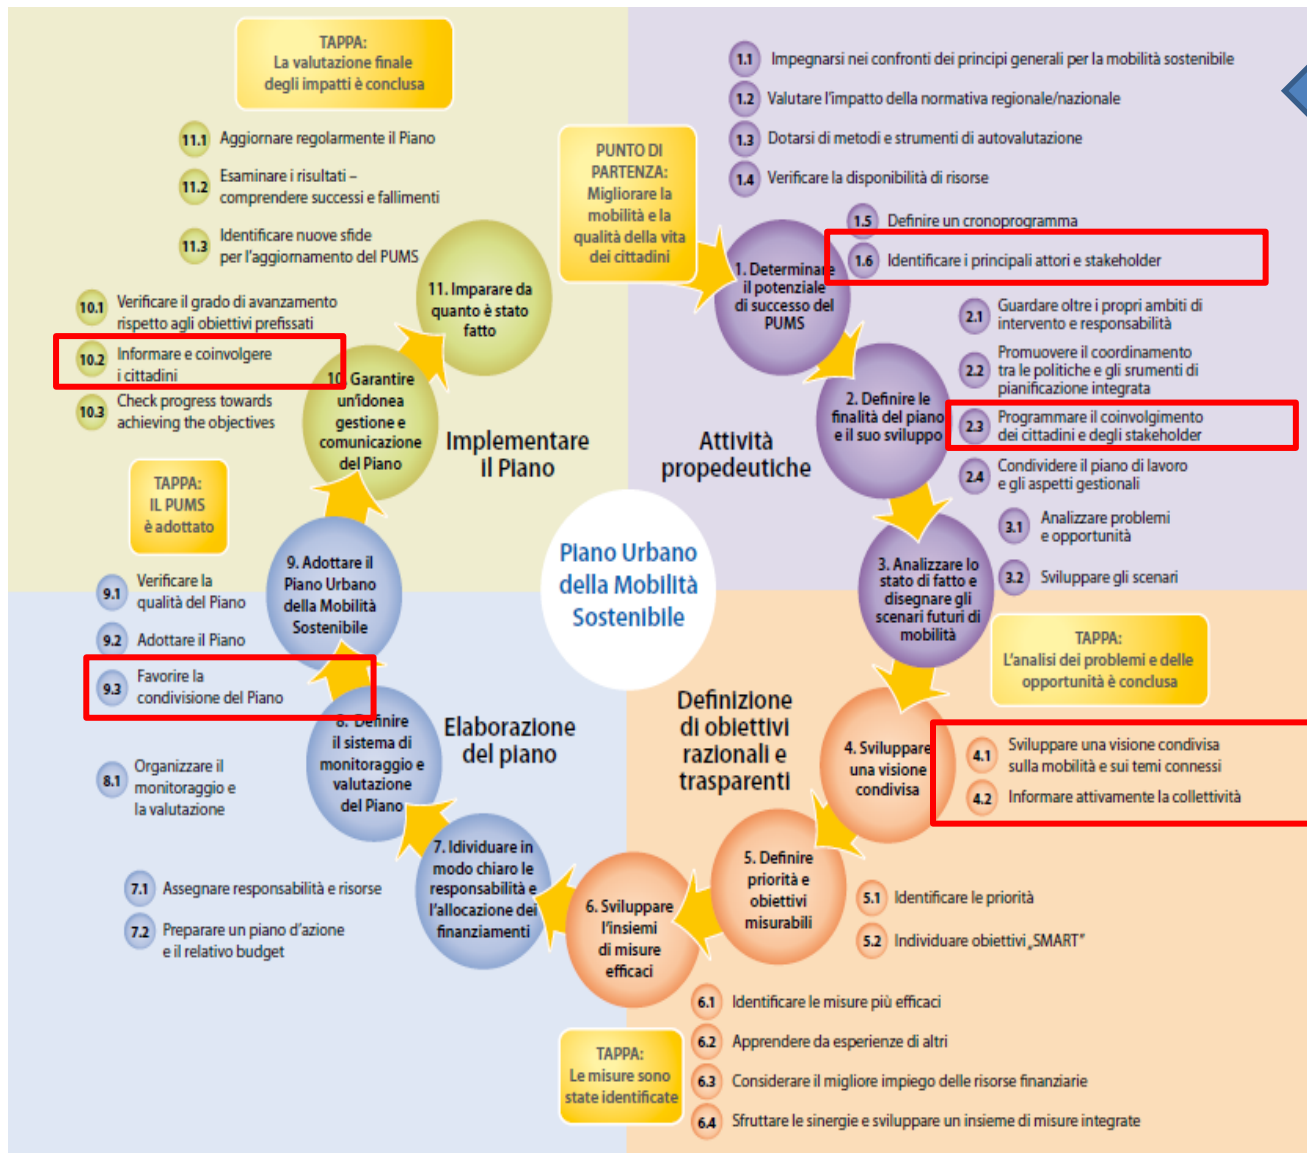 TAPPA:
La valutazione finale
degli impatti è conclusa
11.1 Aggiornare regolarmente il Piano
11.2 Esaminare i risultati –
comprendere successi e fallimenti
11.3 Identificare nuove sfide
per l'aggiornamento del PUMS
10.1 Verificare il grado di avanzamento
rispetto agli obiettivi prefissati
10.2 Informare e coinvolgere
i cittadini
10.3 Check progress towards
achieving the objectives
PUNTO DI
PARTENZA:
Migliorare la
mobilità e la
qualità della vita
dei cittadini
1.1 Impegnarsi nei confronti dei principi generali per la mobilità sostenibile
1.2 Valutare l'impatto della normativa regionale/nazionale
1.3 Dotarsi di metodi e strumenti di autovalutazione
1.4 Verificare la disponibilità di risorse
1.5 Definire un cronoprogramma
1.6 Identificare i principali attori e stakeholder
1. Determinare
il potenziale
di successo del
PUMS
2.1 Guardare oltre i propri ambiti di
intervento e responsabilità
2.2 Promuovere il coordinamento
tra le politiche e gli srumenti di
pianificazione integrata
2.3 Programmare il coinvolgimento
dei cittadini e degli stakeholder
2.4 Condividere il piano di lavoro
e gli aspetti gestionali
2. Definire le
finalità del piano
e il suo sviluppo
3.1 Analizzare problemi
e opportunità
3.2 Sviluppare gli scenari
3. Analizzare lo
stato di fatto e
disegnare gli
scenari futuri di
mobilità
11. Imparare da
quanto è stato
fatto
10. Garantire
un'idonea
gestione e
comunicazione
del Piano
Implementare
il Piano
Attività
propedeutiche
TAPPA:
IL PUMS
è adottato
9. Adottare il
Piano Urbano
della Mobilità
Sostenibile
Piano Urbano
della Mobilità
Sostenibile
9.1 Verificare la
qualità del Piano
9.2 Adottare il Piano
9.3 Favorire la
condivisione del Piano
TAPPA:
L'analisi dei problemi e delle
opportunità è conclusa
8. Definire
il sistema di
monitoraggio e
valutazione
del Piano
Elaborazione
del piano
Definizione
di obiettivi
razionali e
trasparenti
4. Sviluppare
una visione
condivisa
4.1 Sviluppare una visione condivisa
sulla mobilità e sui temi connessi
4.2 Informare attivamente la collettività
8.1 Organizzare il
monitoraggio e
la valutazione
7. Idividuare in
modo chiaro le
responsabilità e
l'allocazione dei
finanziamenti
7.1 Assegnare responsabilità e risorse
7.2 Preparare un piano d'azione
e il relativo budget
6. Sviluppare
l'insiemi
di misure
efficaci
5. Definire
priorità e
obiettivi
misurabili
5.1 Identificare le priorità
5.2 Individuare obiettivi „SMART"
TAPPA:
Le misure sono
state identificate
6.1 Identificare le misure più efficaci
6.2 Apprendere da esperienze di altri
6.3 Considerare il migliore impiego delle risorse finanziarie
6.4 Sfruttare le sinergie e sviluppare un insieme di misure integrate